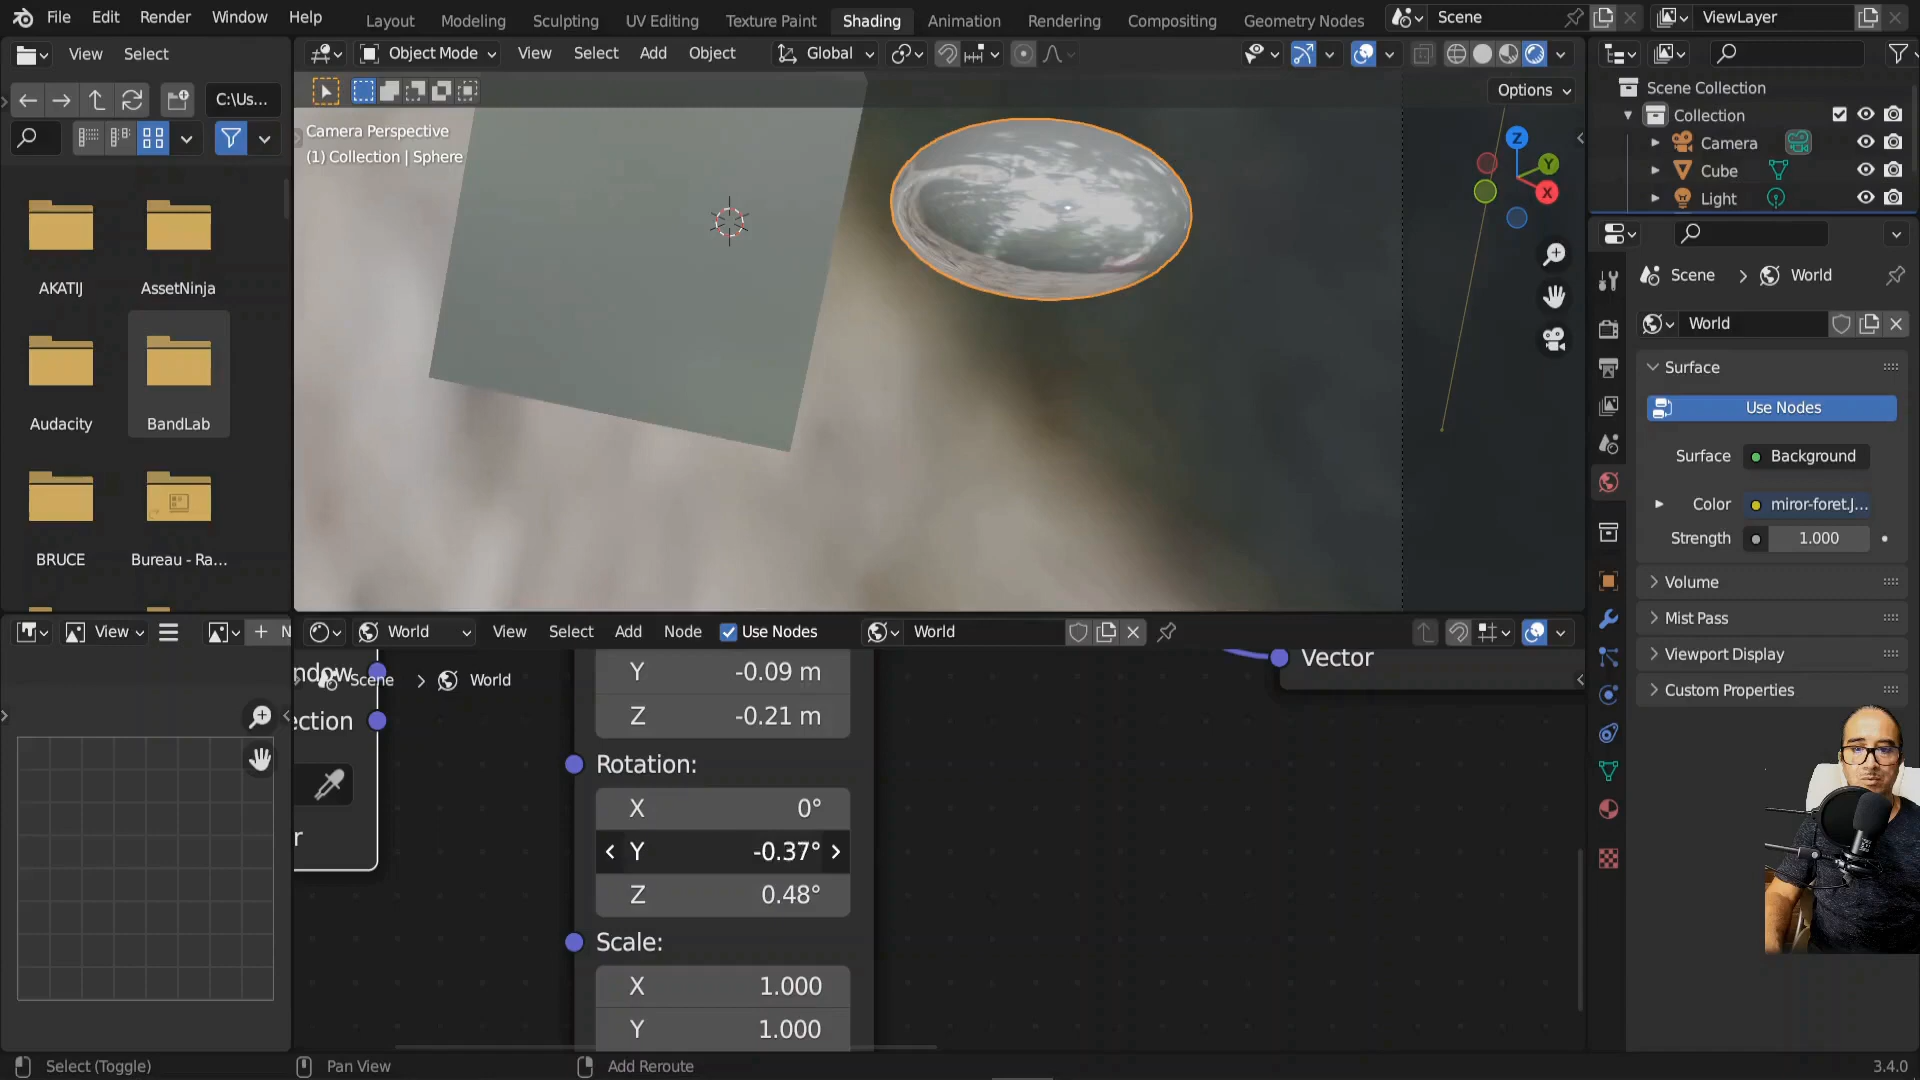 File Edit Render Window Help Layout Modeling Sculpting UV Editing Texture Paint Shading Animation Rendering Compositing Geometry Nodes Scene ViewLayer
View Select
Object Mode View Select Add Object Global
C:\Us...
Options
Camera Perspective
(1) Collection | Sphere
Z
Y
X
AKATIJ
AssetNinja
Audacity
BandLab
BRUCE
Bureau - Ra...
Scene Collection
Collection
Camera
Cube
Light
Scene > World
World
Surface
Use Nodes
Surface Background
Color miror-foret.J...
Strength 1.000
Volume
Mist Pass
Viewport Display
Custom Properties
View
N
World View Select Add Node Use Nodes World
Scene > World
ndow
ection
r
Y -0.09 m
Z -0.21 m
Rotation:
X 0°
Y -0.37°
Z 0.48°
Scale:
X 1.000
Y 1.000
Vector
Select (Toggle)
Pan View
Add Reroute
3.4.0